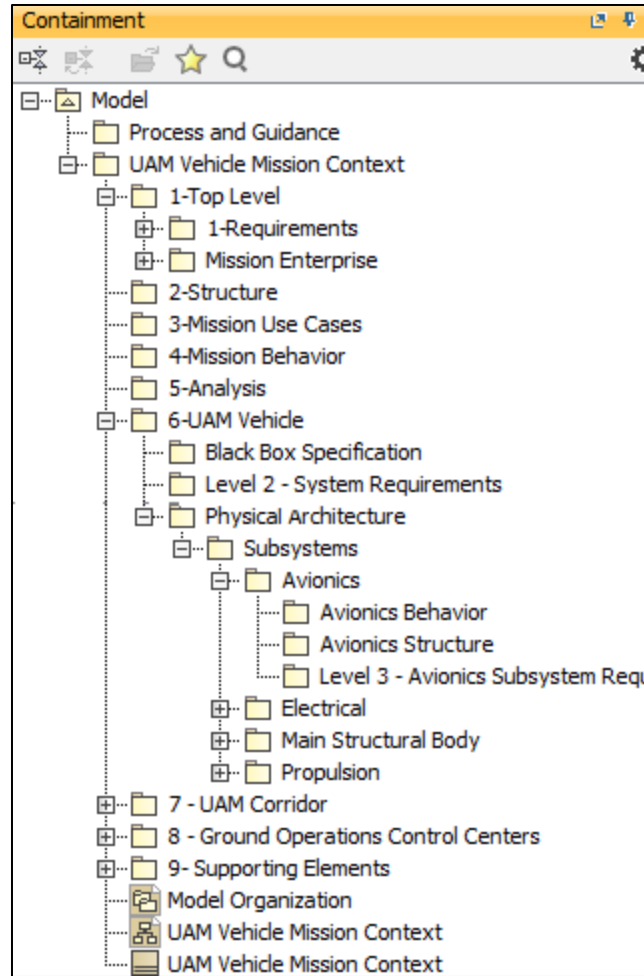 Containment
Model
Process and Guidance
UAM Vehicle Mission Context
1-Top Level
1-Requirements
Mission Enterprise
2-Structure
3-Mission Use Cases
4-Mission Behavior
5-Analysis
6-UAM Vehicle
Black Box Specification
Level 2 - System Requirements
Physical Architecture
Subsystems
Avionics
Avionics Behavior
Avionics Structure
Level 3 - Avionics Subsystem Requ
Electrical
Main Structural Body
Propulsion
7 - UAM Corridor
8 - Ground Operations Control Centers
9- Supporting Elements
Model Organization
UAM Vehicle Mission Context
UAM Vehicle Mission Context